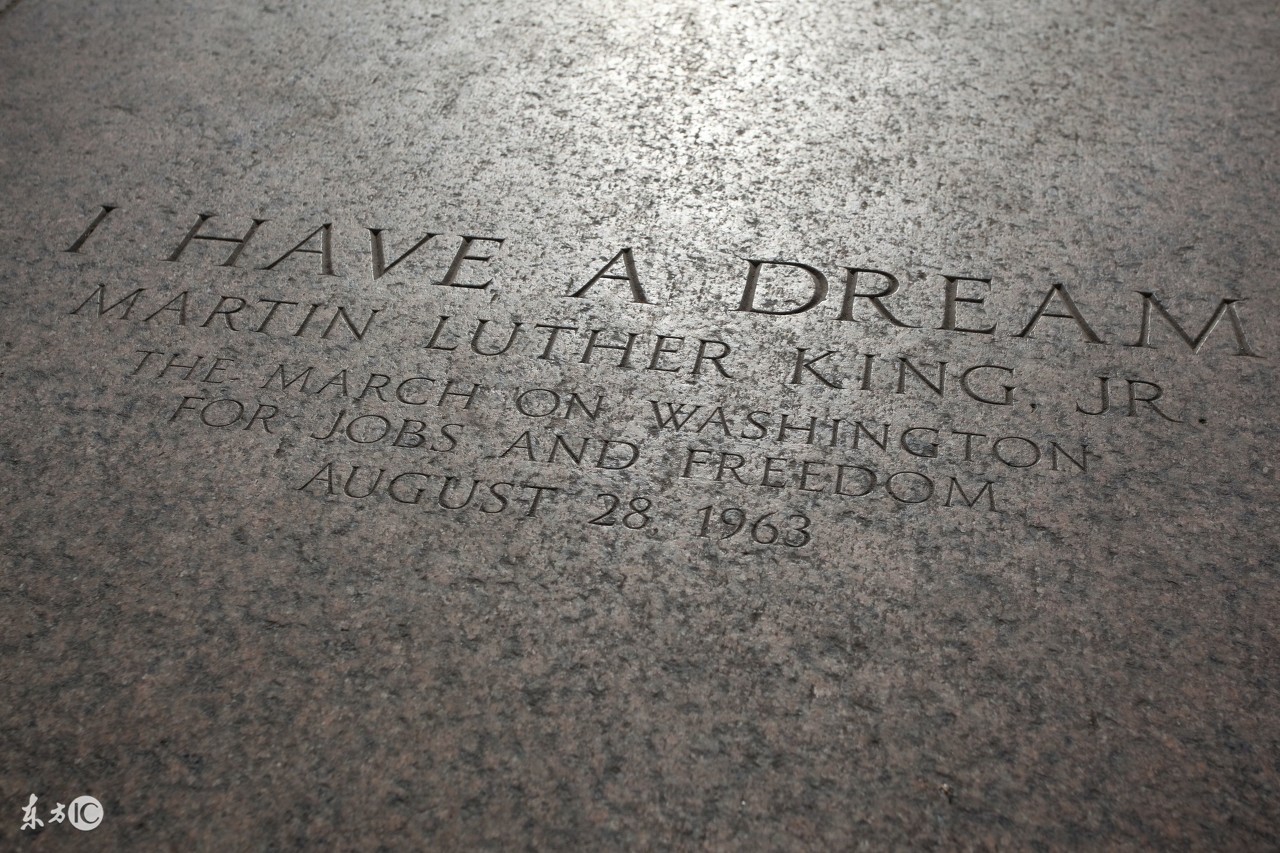 I HAVE A DREAM
MARTIN LUTHER KING, JR.
THE MARCH ON WASHINGTON
FOR JOBS AND FREEDOM
AUGUST 28, 1963
东方IC